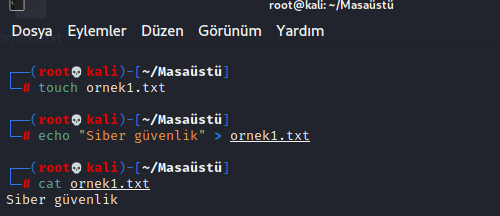 root@kali: ~/Masaüstü
Dosya Eylemler Düzen Görünüm Yardım
┌──(root💀kali)-[~/Masaüstü]
└─# touch ornek1.txt
┌──(root💀kali)-[~/Masaüstü]
└─# echo "Siber güvenlik" > ornek1.txt
┌──(root💀kali)-[~/Masaüstü]
└─# cat ornek1.txt
Siber güvenlik